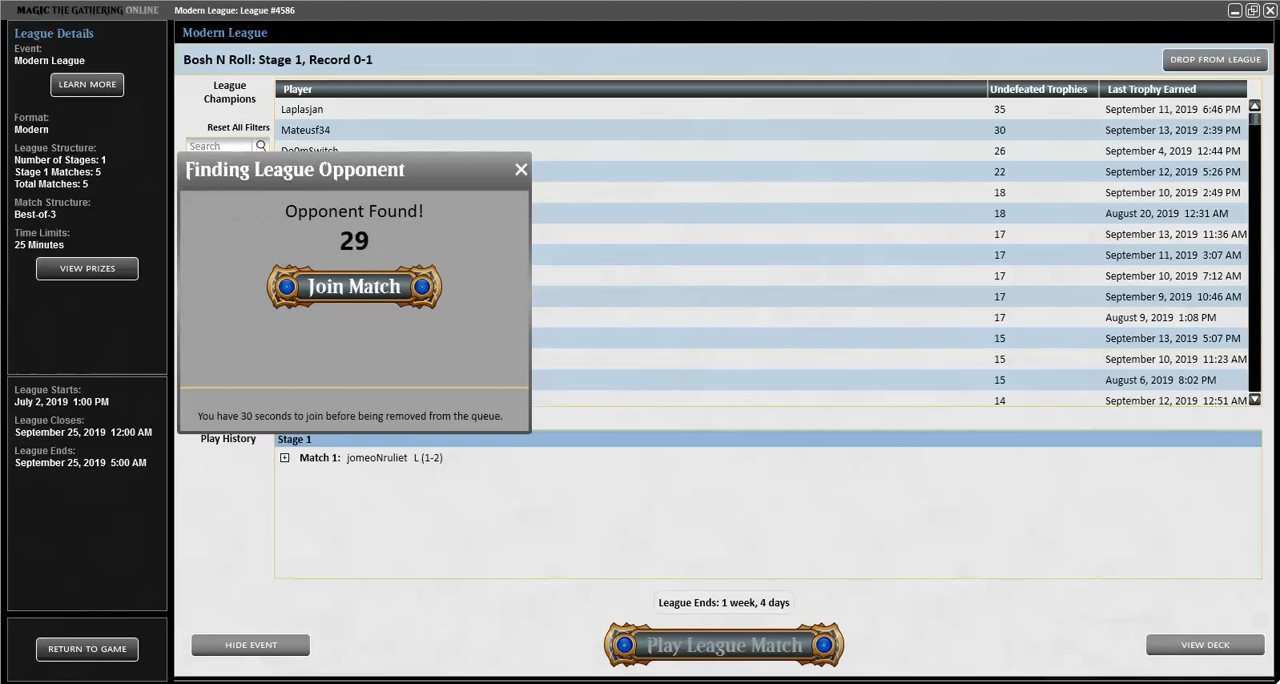 MAGIC THE GATHERING ONLINE
Modern League: League #4586
League Details
Event:
Modern League
LEARN MORE
Format:
Modern
League Structure:
Number of Stages: 1
Stage 1 Matches: 5
Total Matches: 5
Match Structure:
Best-of-3
Time Limits:
25 Minutes
VIEW PRIZES
League Starts:
July 2, 2019 1:00 PM
League Closes:
September 25, 2019 12:00 AM
League Ends:
September 25, 2019 5:00 AM
RETURN TO GAME
Modern League
Bosh N Roll: Stage 1, Record 0-1
DROP FROM LEAGUE
League
Champions
Reset All Filters
Search
Player Undefeated Trophies Last Trophy Earned
Laplasjan 35 September 11, 2019 6:46 PM
Mateusf34 30 September 13, 2019 2:39 PM
Do0mSwitch 26 September 4, 2019 12:44 PM
22 September 12, 2019 5:26 PM
18 September 10, 2019 2:49 PM
18 August 20, 2019 12:31 AM
17 September 13, 2019 11:36 AM
17 September 11, 2019 3:07 AM
17 September 10, 2019 7:12 AM
17 September 9, 2019 10:46 AM
17 August 9, 2019 1:08 PM
15 September 13, 2019 5:07 PM
15 September 10, 2019 11:23 AM
15 August 6, 2019 8:02 PM
14 September 12, 2019 12:51 AM
Finding League Opponent
Opponent Found!
29
Join Match
You have 30 seconds to join before being removed from the queue.
Play History
Stage 1
Match 1: jomeoNruliet L (1-2)
League Ends: 1 week, 4 days
HIDE EVENT
Play League Match
VIEW DECK